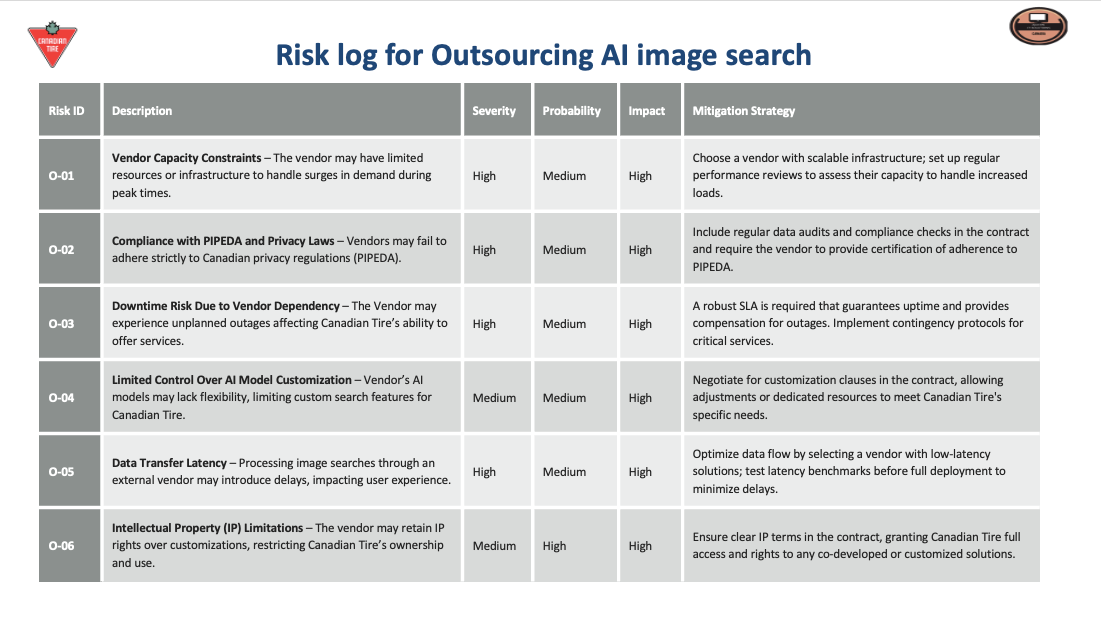 CANADIAN
TIRE
Risk log for Outsourcing AI image search
Risk ID
Description
Severity
Probability
Impact
Mitigation Strategy
O-01
Vendor Capacity Constraints – The vendor may have limited
resources or infrastructure to handle surges in demand during
peak times.
High
Medium
High
Choose a vendor with scalable infrastructure; set up regular
performance reviews to assess their capacity to handle increased
loads.
O-02
Compliance with PIPEDA and Privacy Laws – Vendors may fail to
adhere strictly to Canadian privacy regulations (PIPEDA).
High
Medium
High
Include regular data audits and compliance checks in the contract
and require the vendor to provide certification of adherence to
PIPEDA.
O-03
Downtime Risk Due to Vendor Dependency – The Vendor may
experience unplanned outages affecting Canadian Tire’s ability to
offer services.
High
Medium
High
A robust SLA is required that guarantees uptime and provides
compensation for outages. Implement contingency protocols for
critical services.
O-04
Limited Control Over AI Model Customization – Vendor’s AI
models may lack flexibility, limiting custom search features for
Canadian Tire.
Medium
Medium
High
Negotiate for customization clauses in the contract, allowing
adjustments or dedicated resources to meet Canadian Tire's
specific needs.
O-05
Data Transfer Latency – Processing image searches through an
external vendor may introduce delays, impacting user experience.
High
Medium
High
Optimize data flow by selecting a vendor with low-latency
solutions; test latency benchmarks before full deployment to
minimize delays.
O-06
Intellectual Property (IP) Limitations – The vendor may retain IP
rights over customizations, restricting Canadian Tire’s ownership
and use.
Medium
High
High
Ensure clear IP terms in the contract, granting Canadian Tire full
access and rights to any co-developed or customized solutions.